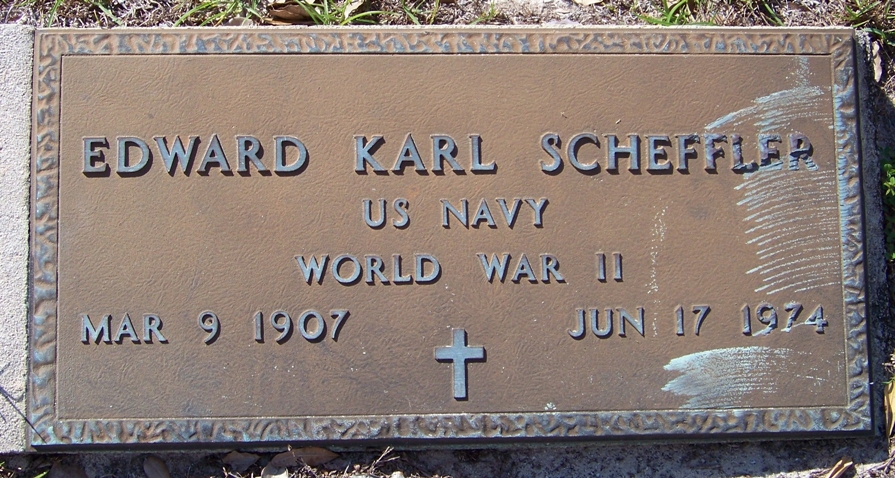 EDWARD KARL SCHEFFLER
US NAVY
WORLD WAR II
MAR 9 1907 JUN 17 1974